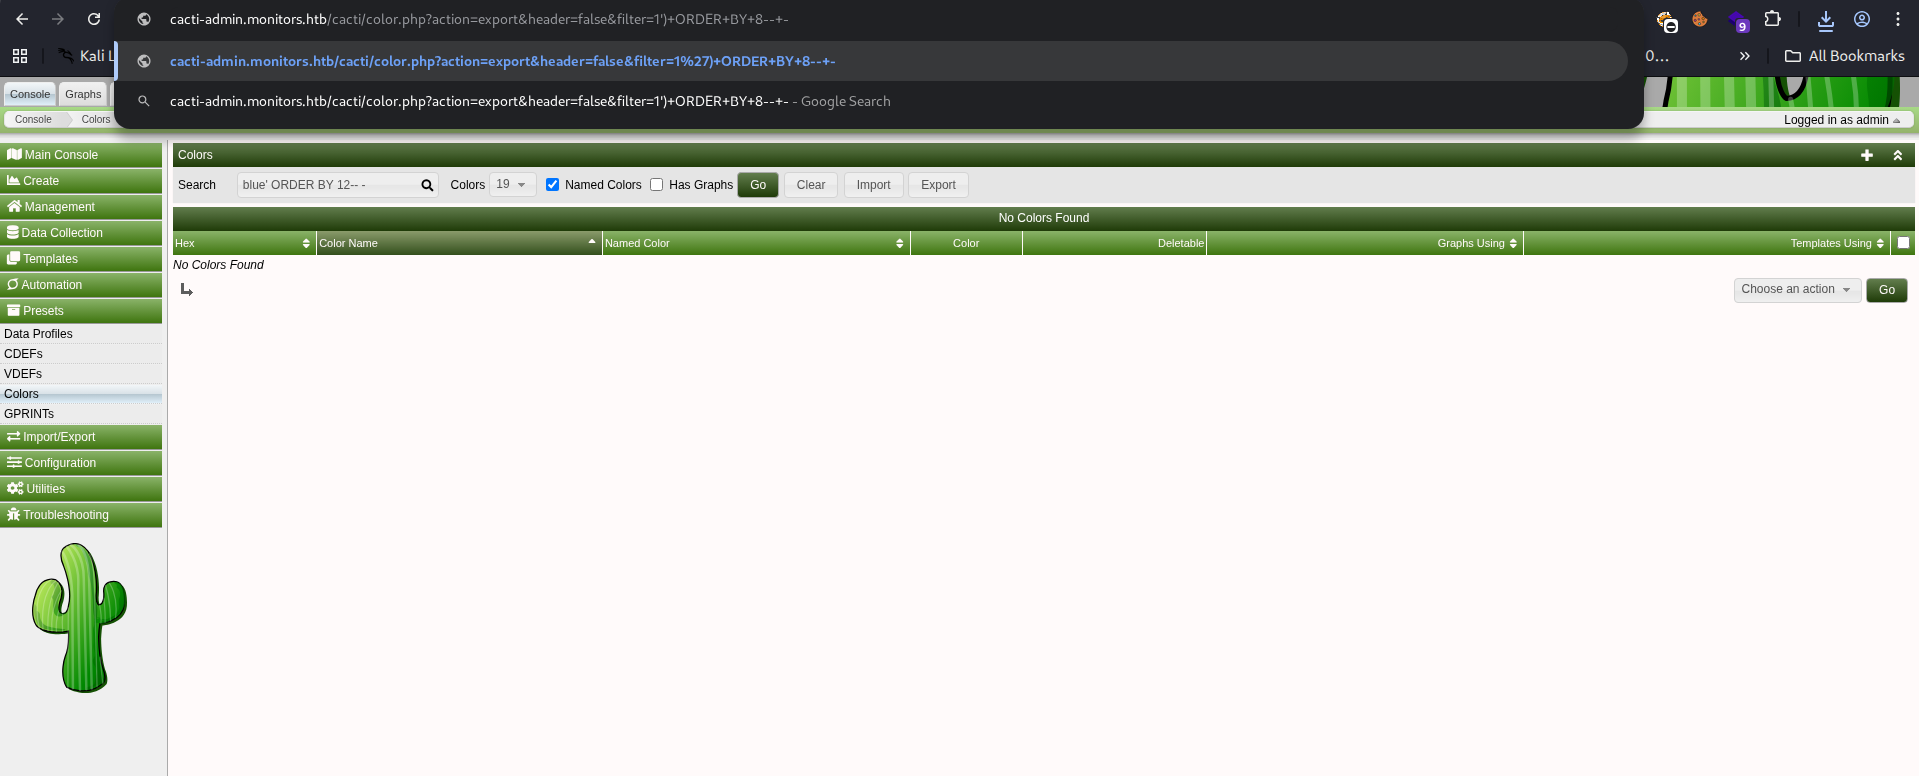 cacti-admin.monitors.htb/cacti/color.php?action=export&header=false&filter=1')+ORDER+BY+8--+-
9
cacti-admin.monitors.htb/cacti/color.php?action=export&header=false&filter=1%27)+ORDER+BY+8--+-
Kali L
0... » All Bookmarks
cacti-admin.monitors.htb/cacti/color.php?action=export&header=false&filter=1')+ORDER+BY+8--+- - Google Search
Console Graphs
Console Colors
Logged in as admin
Main Console
Create
Management
Data Collection
Templates
Automation
Presets
Data Profiles
CDEFs
VDEFs
Colors
GPRINTs
Import/Export
Configuration
Utilities
Troubleshooting
Colors
Search blue' ORDER BY 12-- - Colors 19 Named Colors Has Graphs Go Clear Import Export
No Colors Found
Hex Color Name Named Color Color Deletable Graphs Using Templates Using
No Colors Found
Choose an action Go